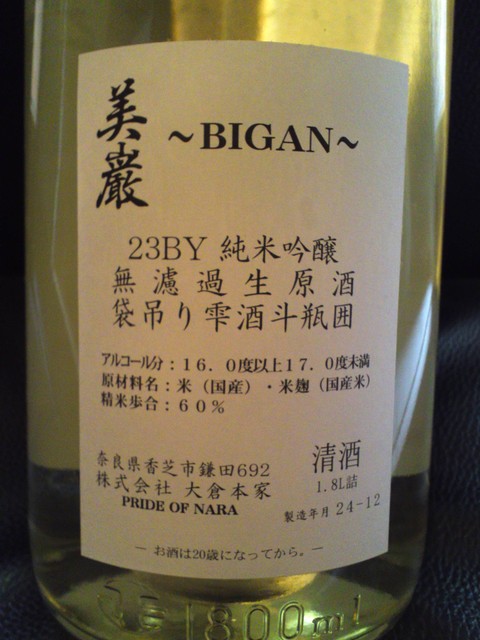 美巌
～BIGAN～
23BY 純米吟醸
無濾過生原酒
袋吊り雫酒斗瓶囲
アルコール分：16.0度以上17.0度未満
原材料名：米（国産）・米麹（国産米）
精米歩合：60％
奈良県香芝市鎌田692
株式会社 大倉本家
PRIDE OF NARA
清酒
1.8L詰
製造年月 24-12
― お酒は20歳になってから。―
1800ml